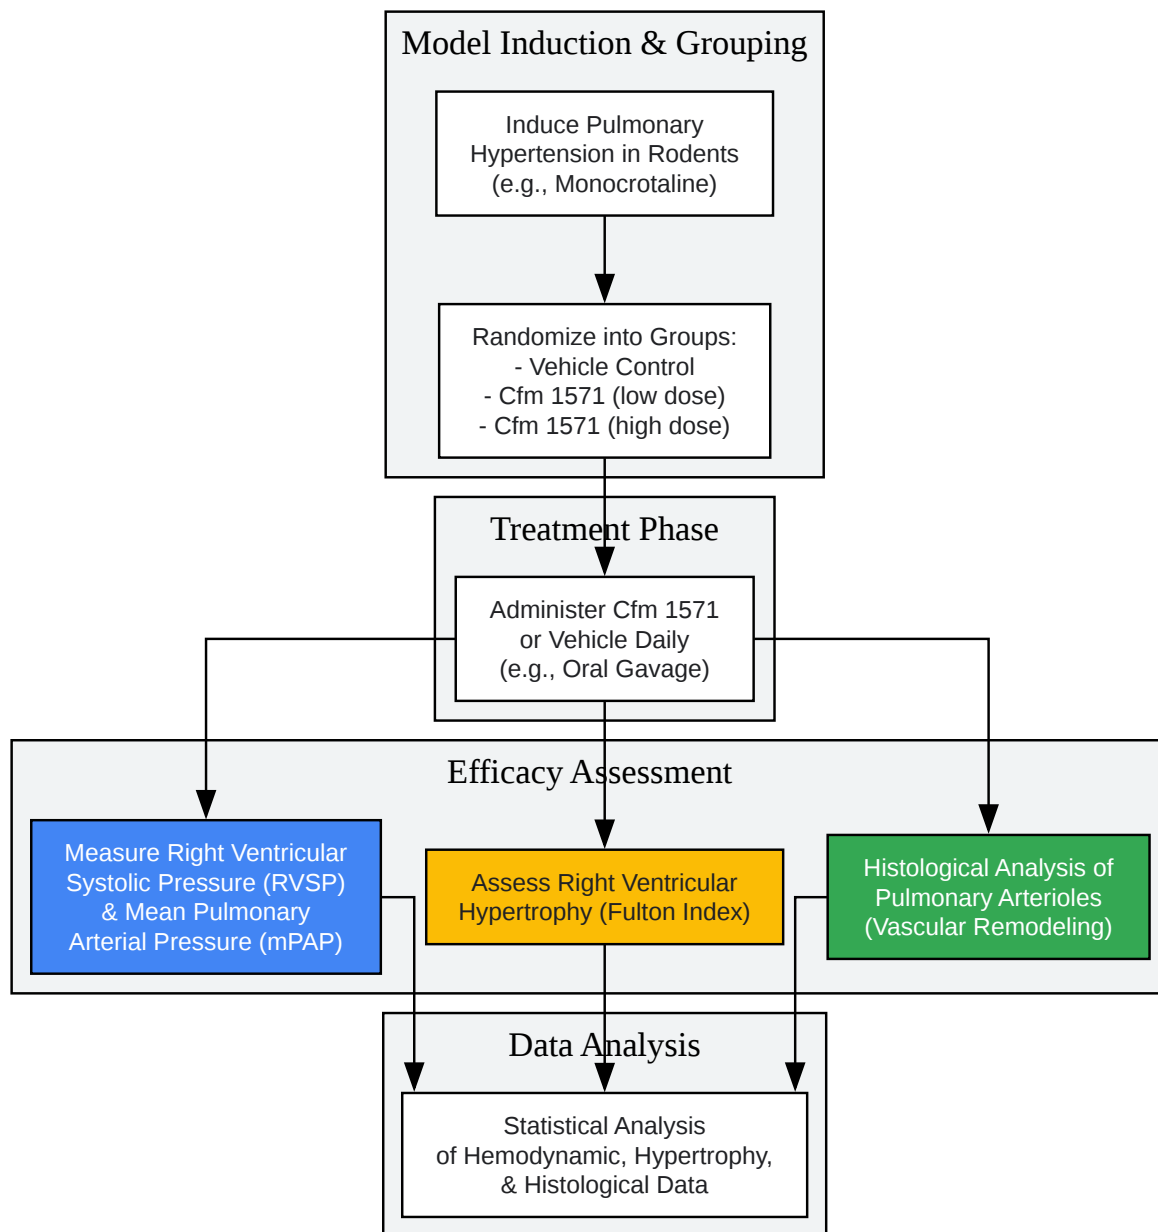 Model Induction & Grouping
Induce Pulmonary
Hypertension in Rodents
(e.g., Monocrotaline)
Randomize into Groups:
- Vehicle Control
- Cfm 1571 (low dose)
- Cfm 1571 (high dose)
Treatment Phase
Administer Cfm 1571
or Vehicle Daily
(e.g., Oral Gavage)
Efficacy Assessment
Measure Right Ventricular
Systolic Pressure (RVSP)
& Mean Pulmonary
Arterial Pressure (mPAP)
Assess Right Ventricular
Hypertrophy (Fulton Index)
Histological Analysis of
Pulmonary Arterioles
(Vascular Remodeling)
Data Analysis
Statistical Analysis
of Hemodynamic, Hypertrophy,
& Histological Data